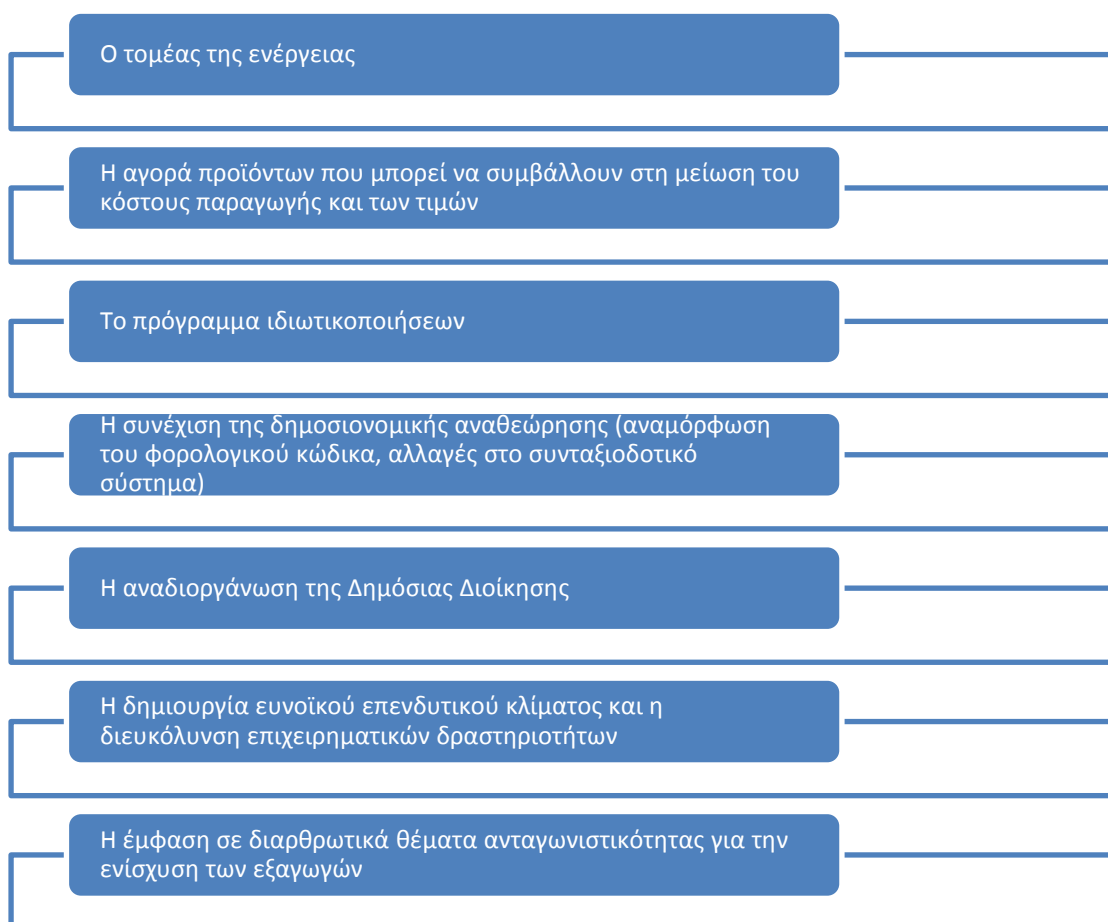 Ο τομέας της ενέργειας
Η αγορά προϊόντων που μπορεί να συμβάλλουν στη μείωση του
κόστους παραγωγής και των τιμών
Το πρόγραμμα ιδιωτικοποιήσεων
Η συνέχιση της δημοσιονομικής αναθεώρησης (αναμόρφωση
του φορολογικού κώδικα, αλλαγές στο συνταξιοδοτικό
σύστημα)
Η αναδιοργάνωση της Δημόσιας Διοίκησης
Η δημιουργία ευνοϊκού επενδυτικού κλίματος και η
διευκόλυνση επιχειρηματικών δραστηριοτήτων
Η έμφαση σε διαρθρωτικά θέματα ανταγωνιστικότητας για την
ενίσχυση των εξαγωγών